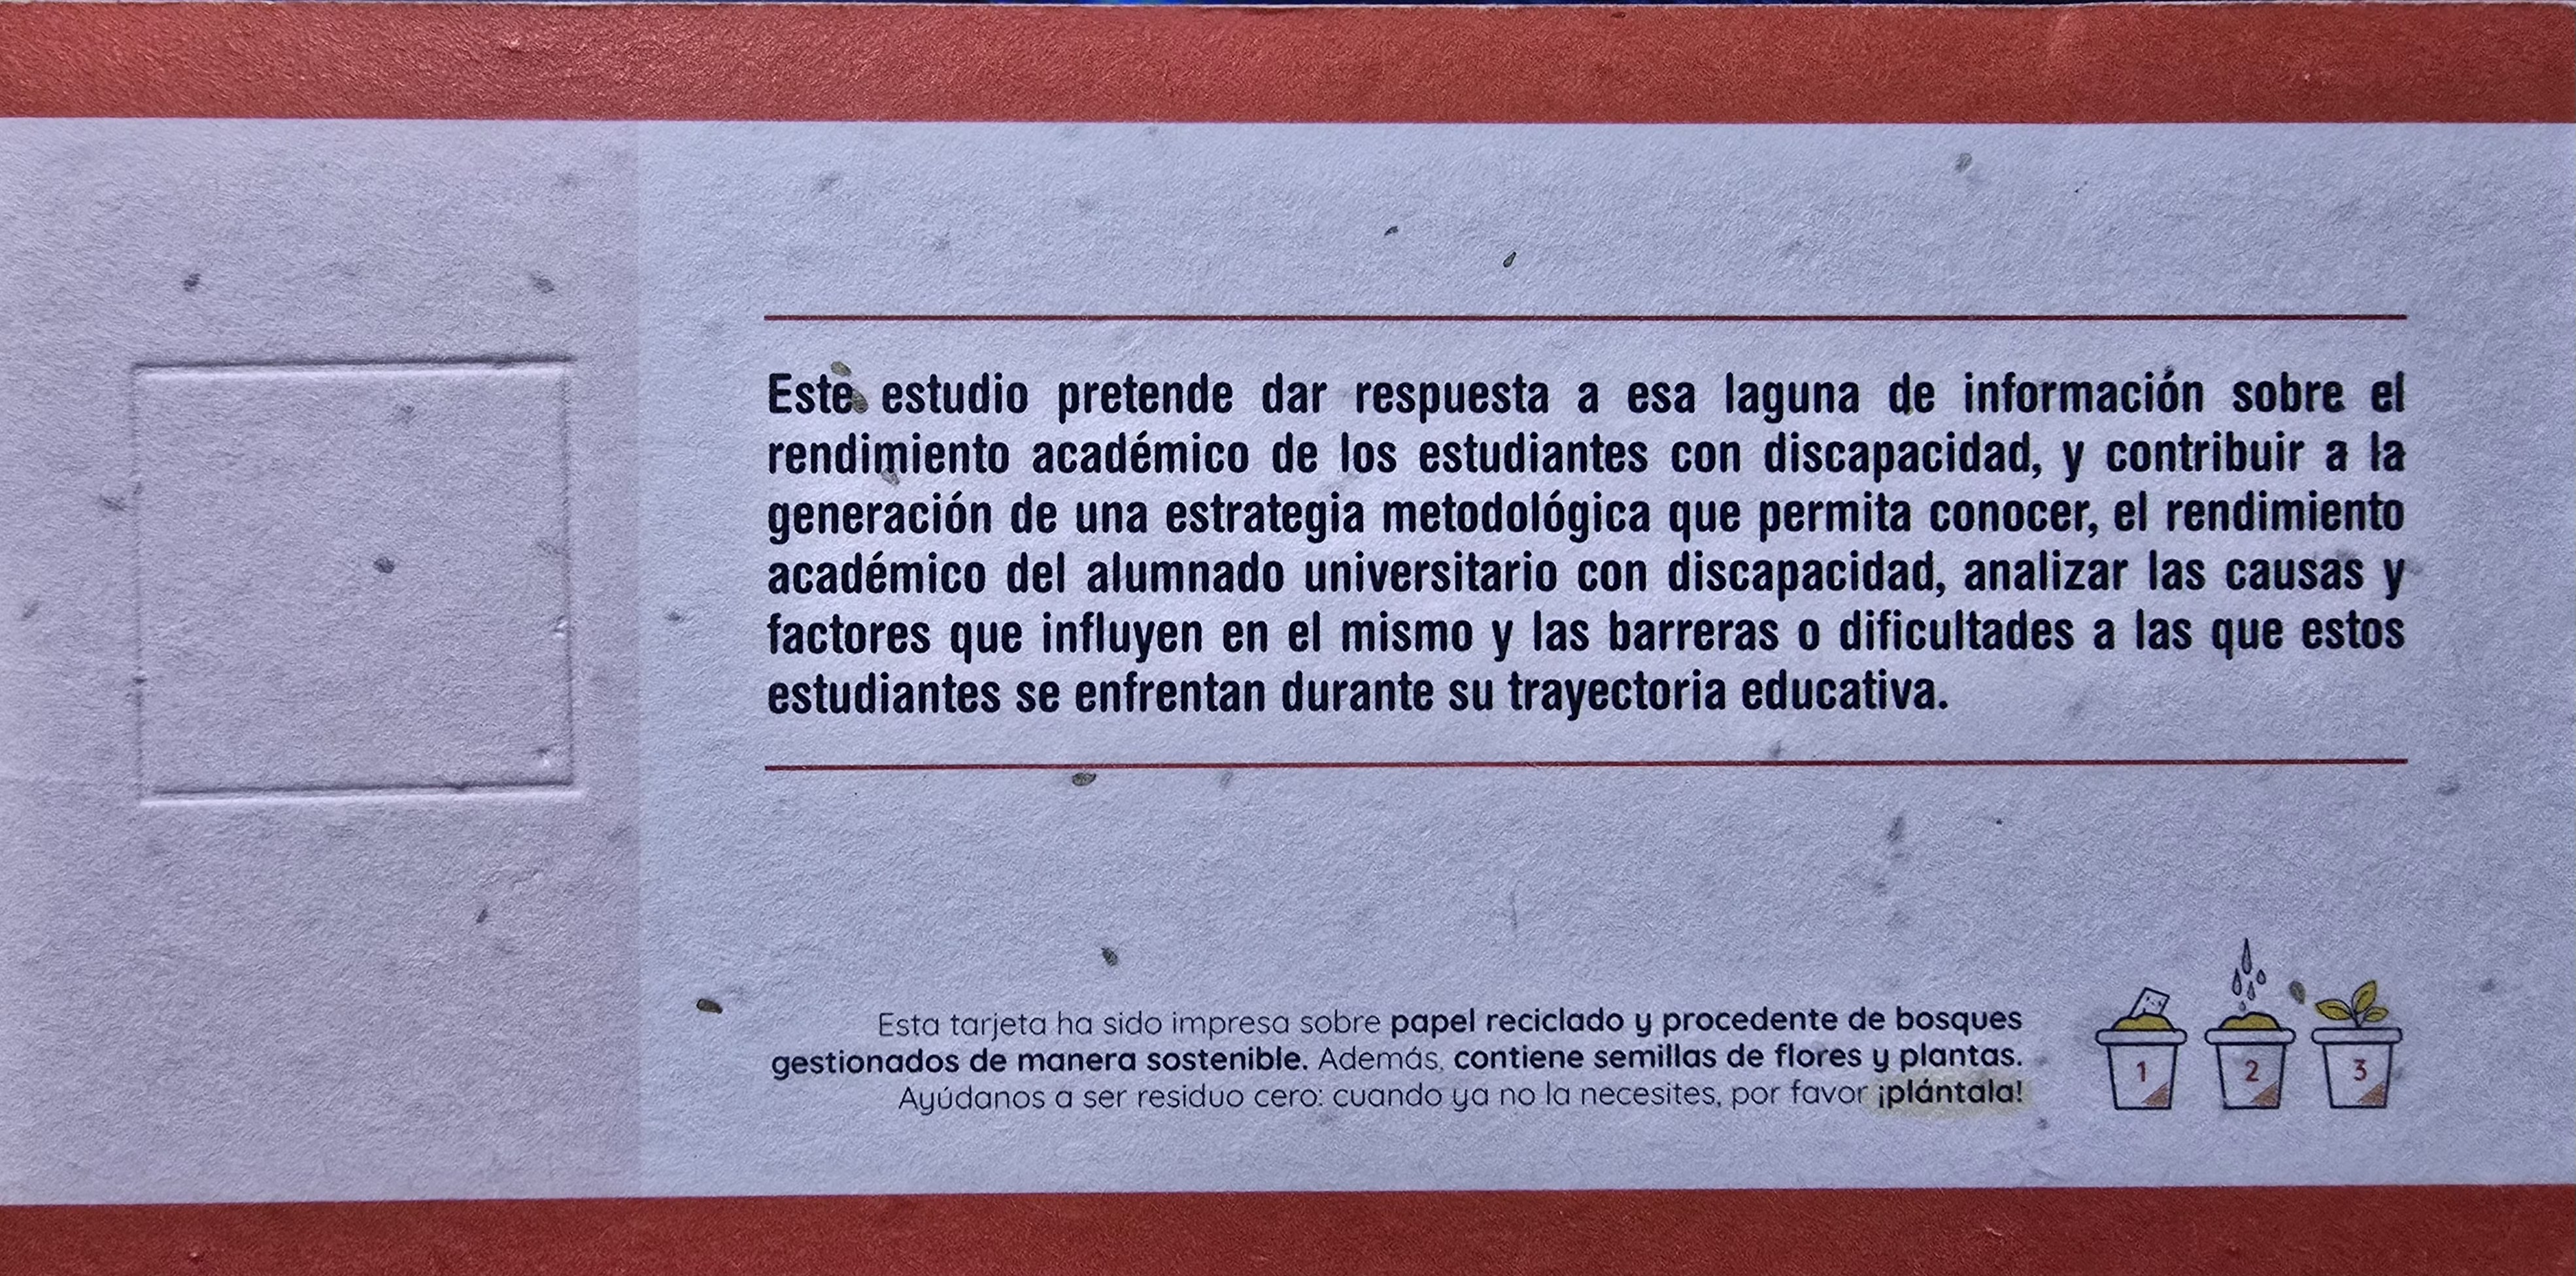 Este estudio pretende dar respuesta a esa laguna de información sobre el
rendimiento académico de los estudiantes con discapacidad, y contribuir a la
generación de una estrategia metodológica que permita conocer, el rendimiento
académico del alumnado universitario con discapacidad, analizar las causas y
factores que influyen en el mismo y las barreras o dificultades a las que estos
estudiantes se enfrentan durante su trayectoria educativa.
Esta tarjeta ha sido impresa sobre papel reciclado y procedente de bosques
gestionados de manera sostenible. Además, contiene semillas de flores y plantas.
Ayúdanos a ser residuo cero: cuando ya no la necesites, por favor ¡plántala!
1 2 3